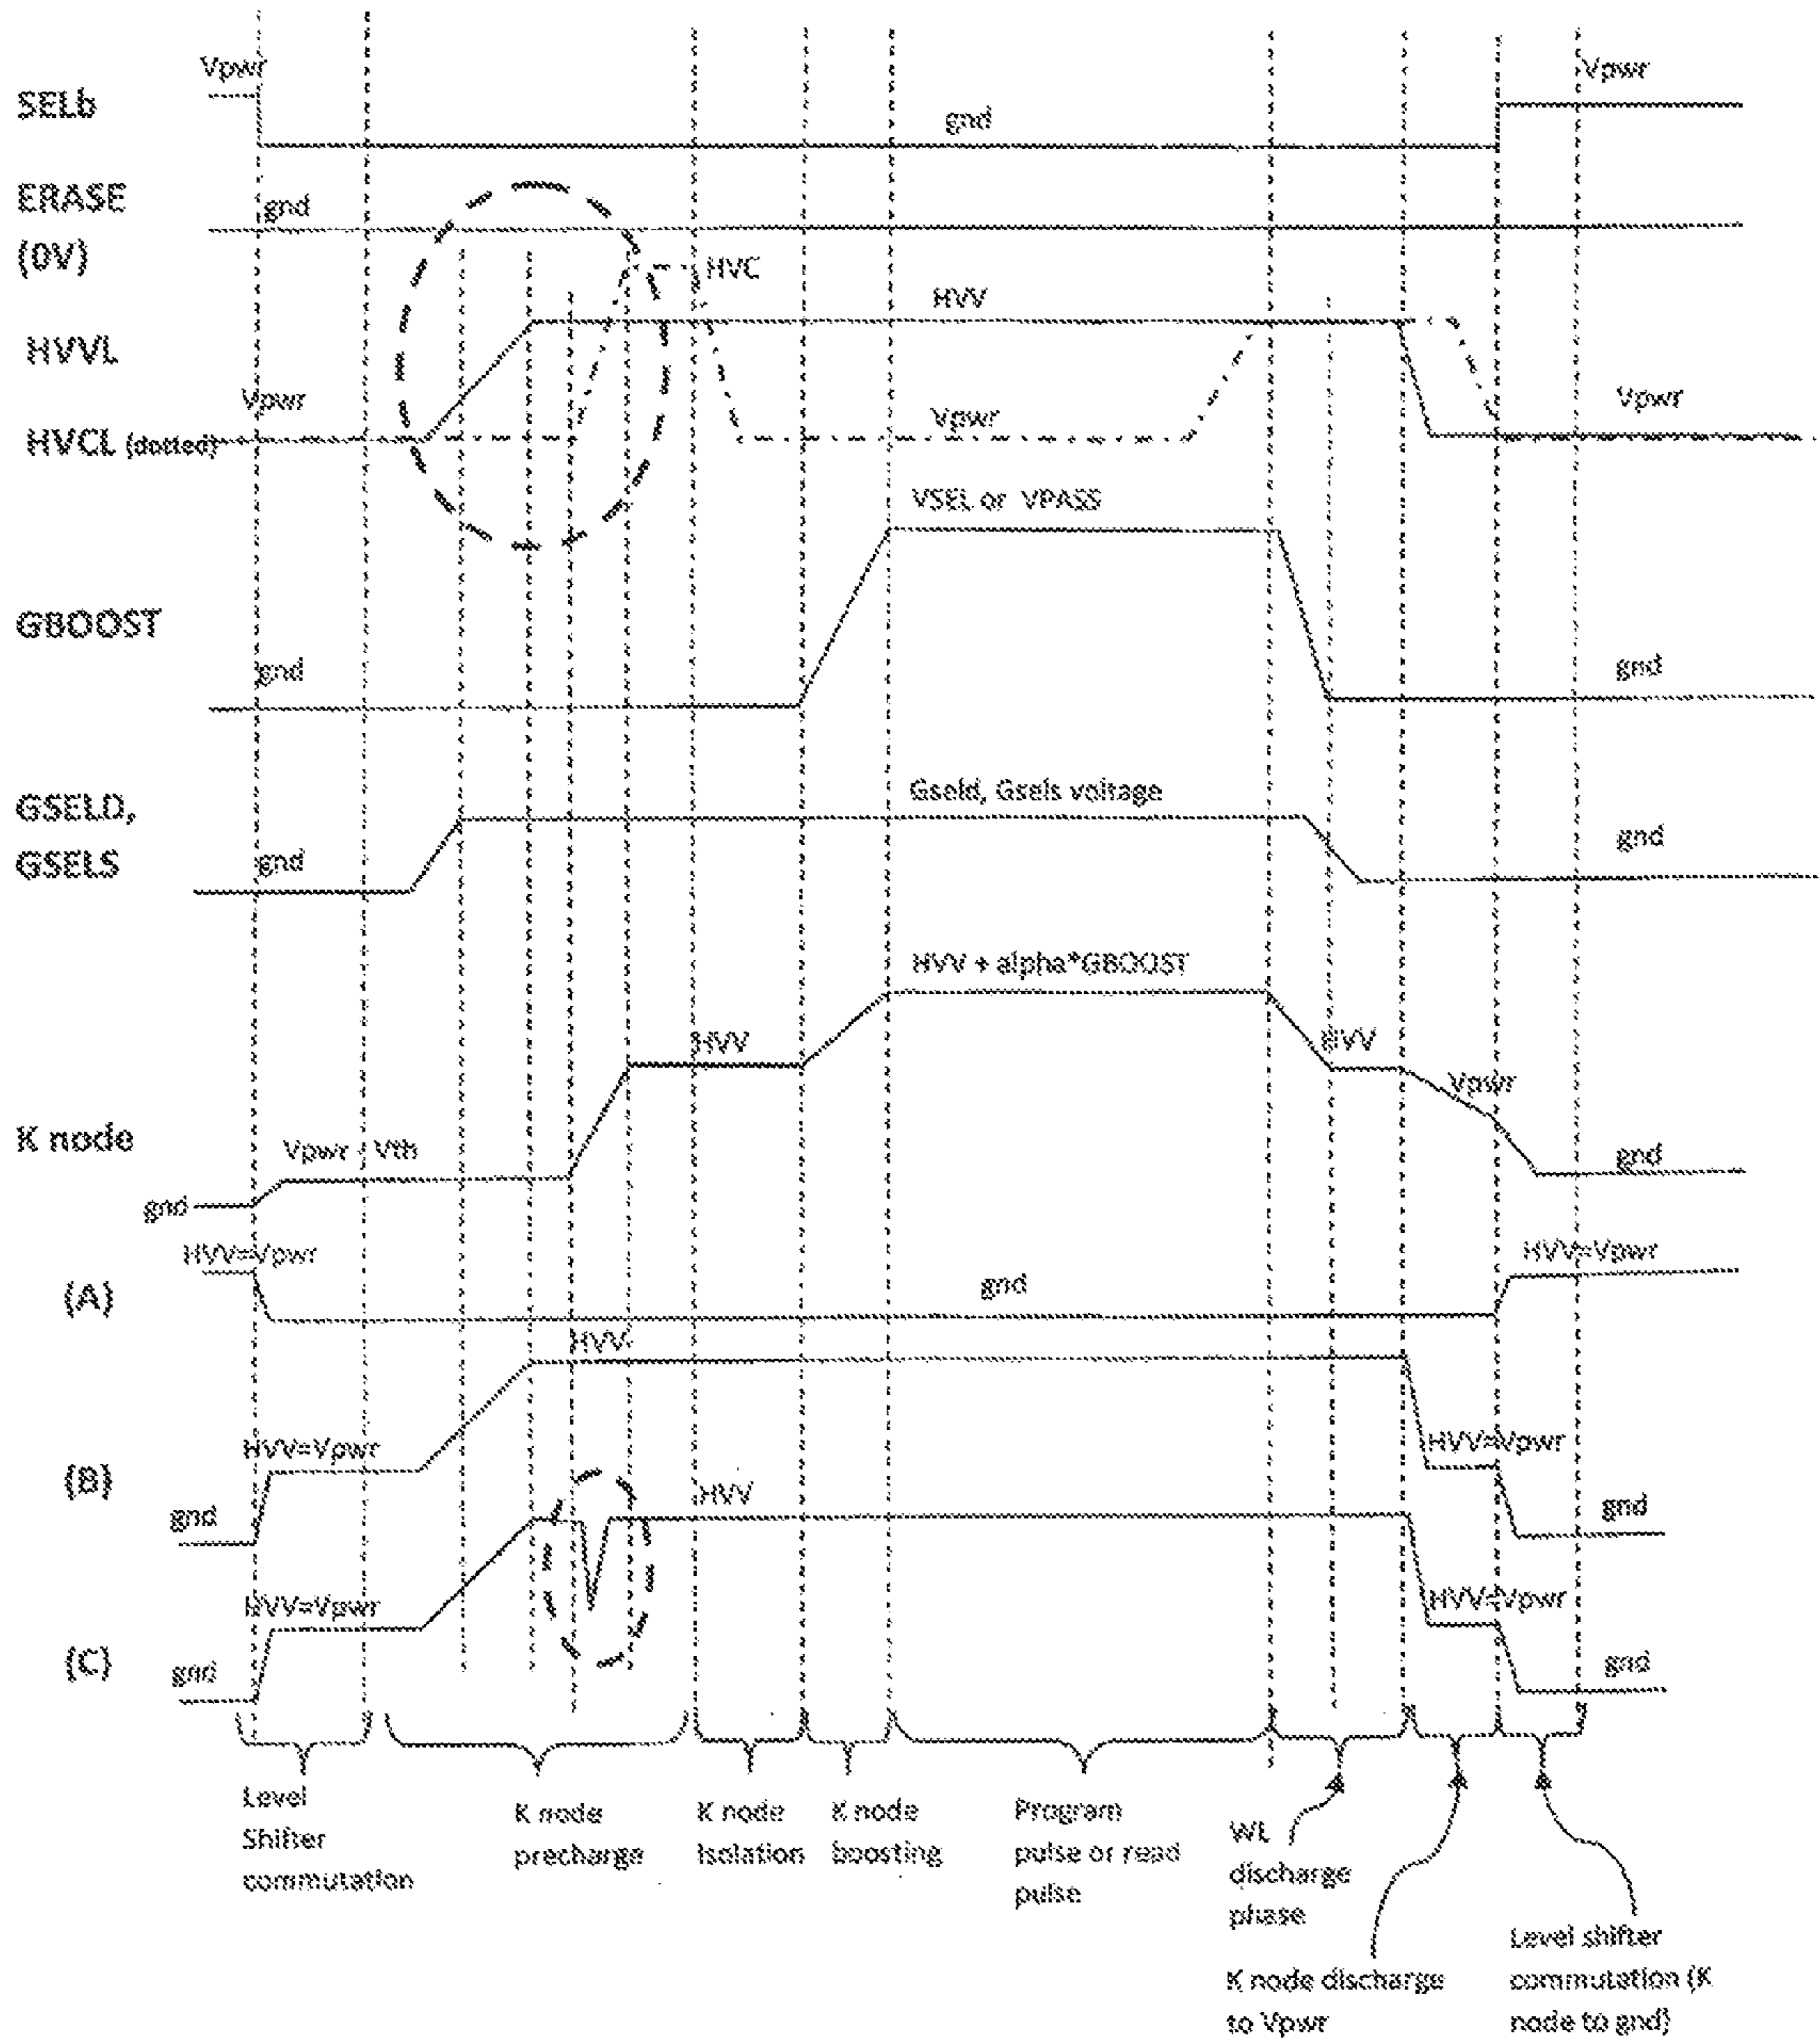 Vpwr
Vpwr
SELb
gnd
ERASE
gnd
(0V)
HVC
HVV
HVVL
Vpwr
Vpwr
Vpwr
HVCL (dotted)
VSEL or VPASS
GBOOST
gnd
gnd
Gseld, Gsels voltage
GSELD,
gnd
GSELS
gnd
HVV + alpha*GBOOST
HVV
HVV
Vpwr
K node
Vpwr - Vth
gnd
gnd
HVV=Vpwr
HVV=Vpwr
(A)
gnd
HVV
HVV=Vpwr
HVV=Vpwr
(B)
HVV
gnd
gnd
HVV=Vpwr
HVV=Vpwr
(C)
gnd
gnd
Level
Shifter
commutation
K node
precharge
K node
Isolation
K node
boosting
Program
pulse or read
pulse
WL
discharge
phase
K node discharge
to Vpwr
Level shifter
commutation (K
node to gnd)